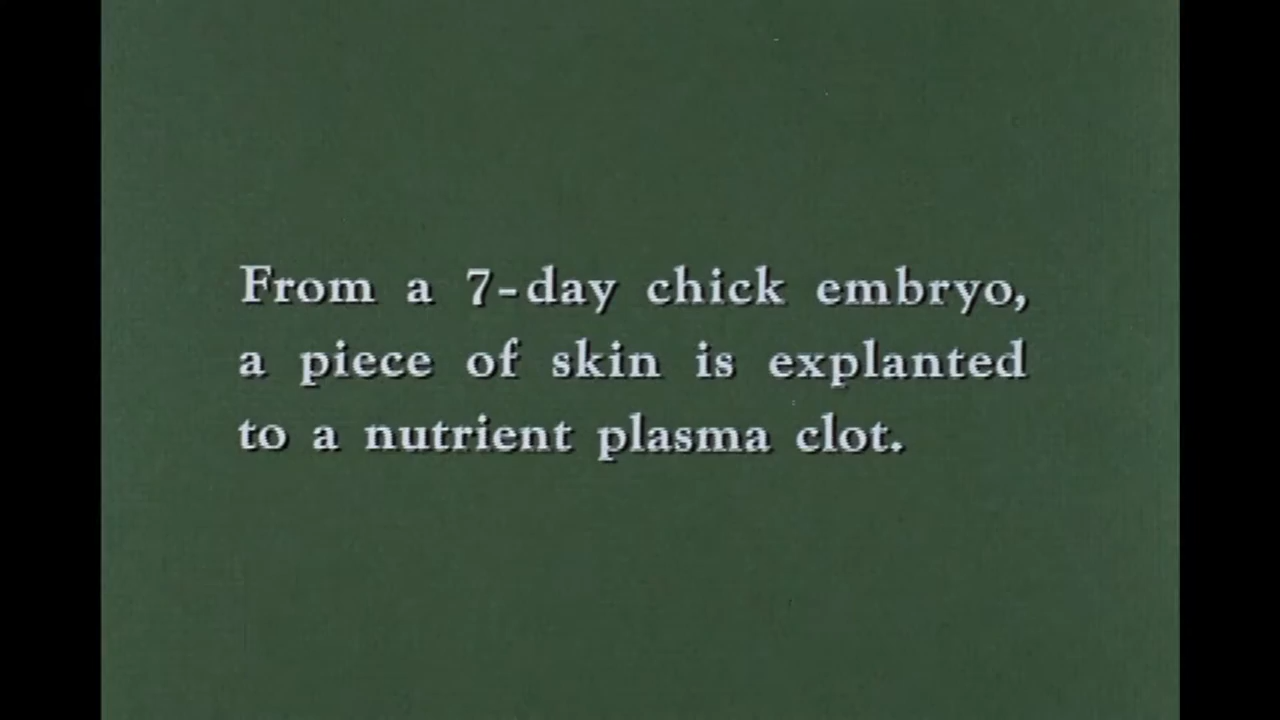 From a 7-day chick embryo,
a piece of skin is explanted
to a nutrient plasma clot.